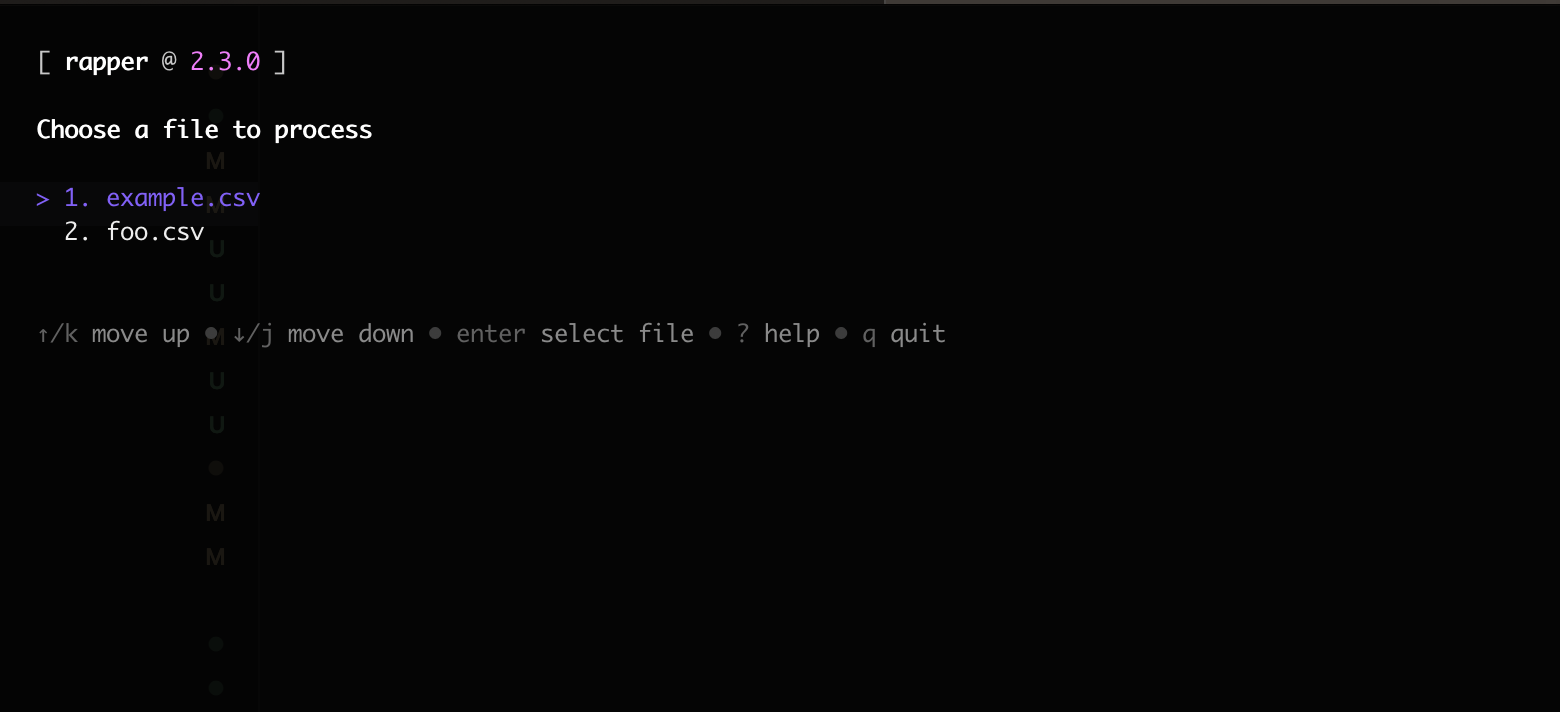 [ rapper @ 2.3.0 ]
Choose a file to process
> 1. example.csv
2. foo.csv
↑/k move up ● ↓/j move down ● enter select file ● ? help ● q quit
M
M
U
U
M
U
U
M
M